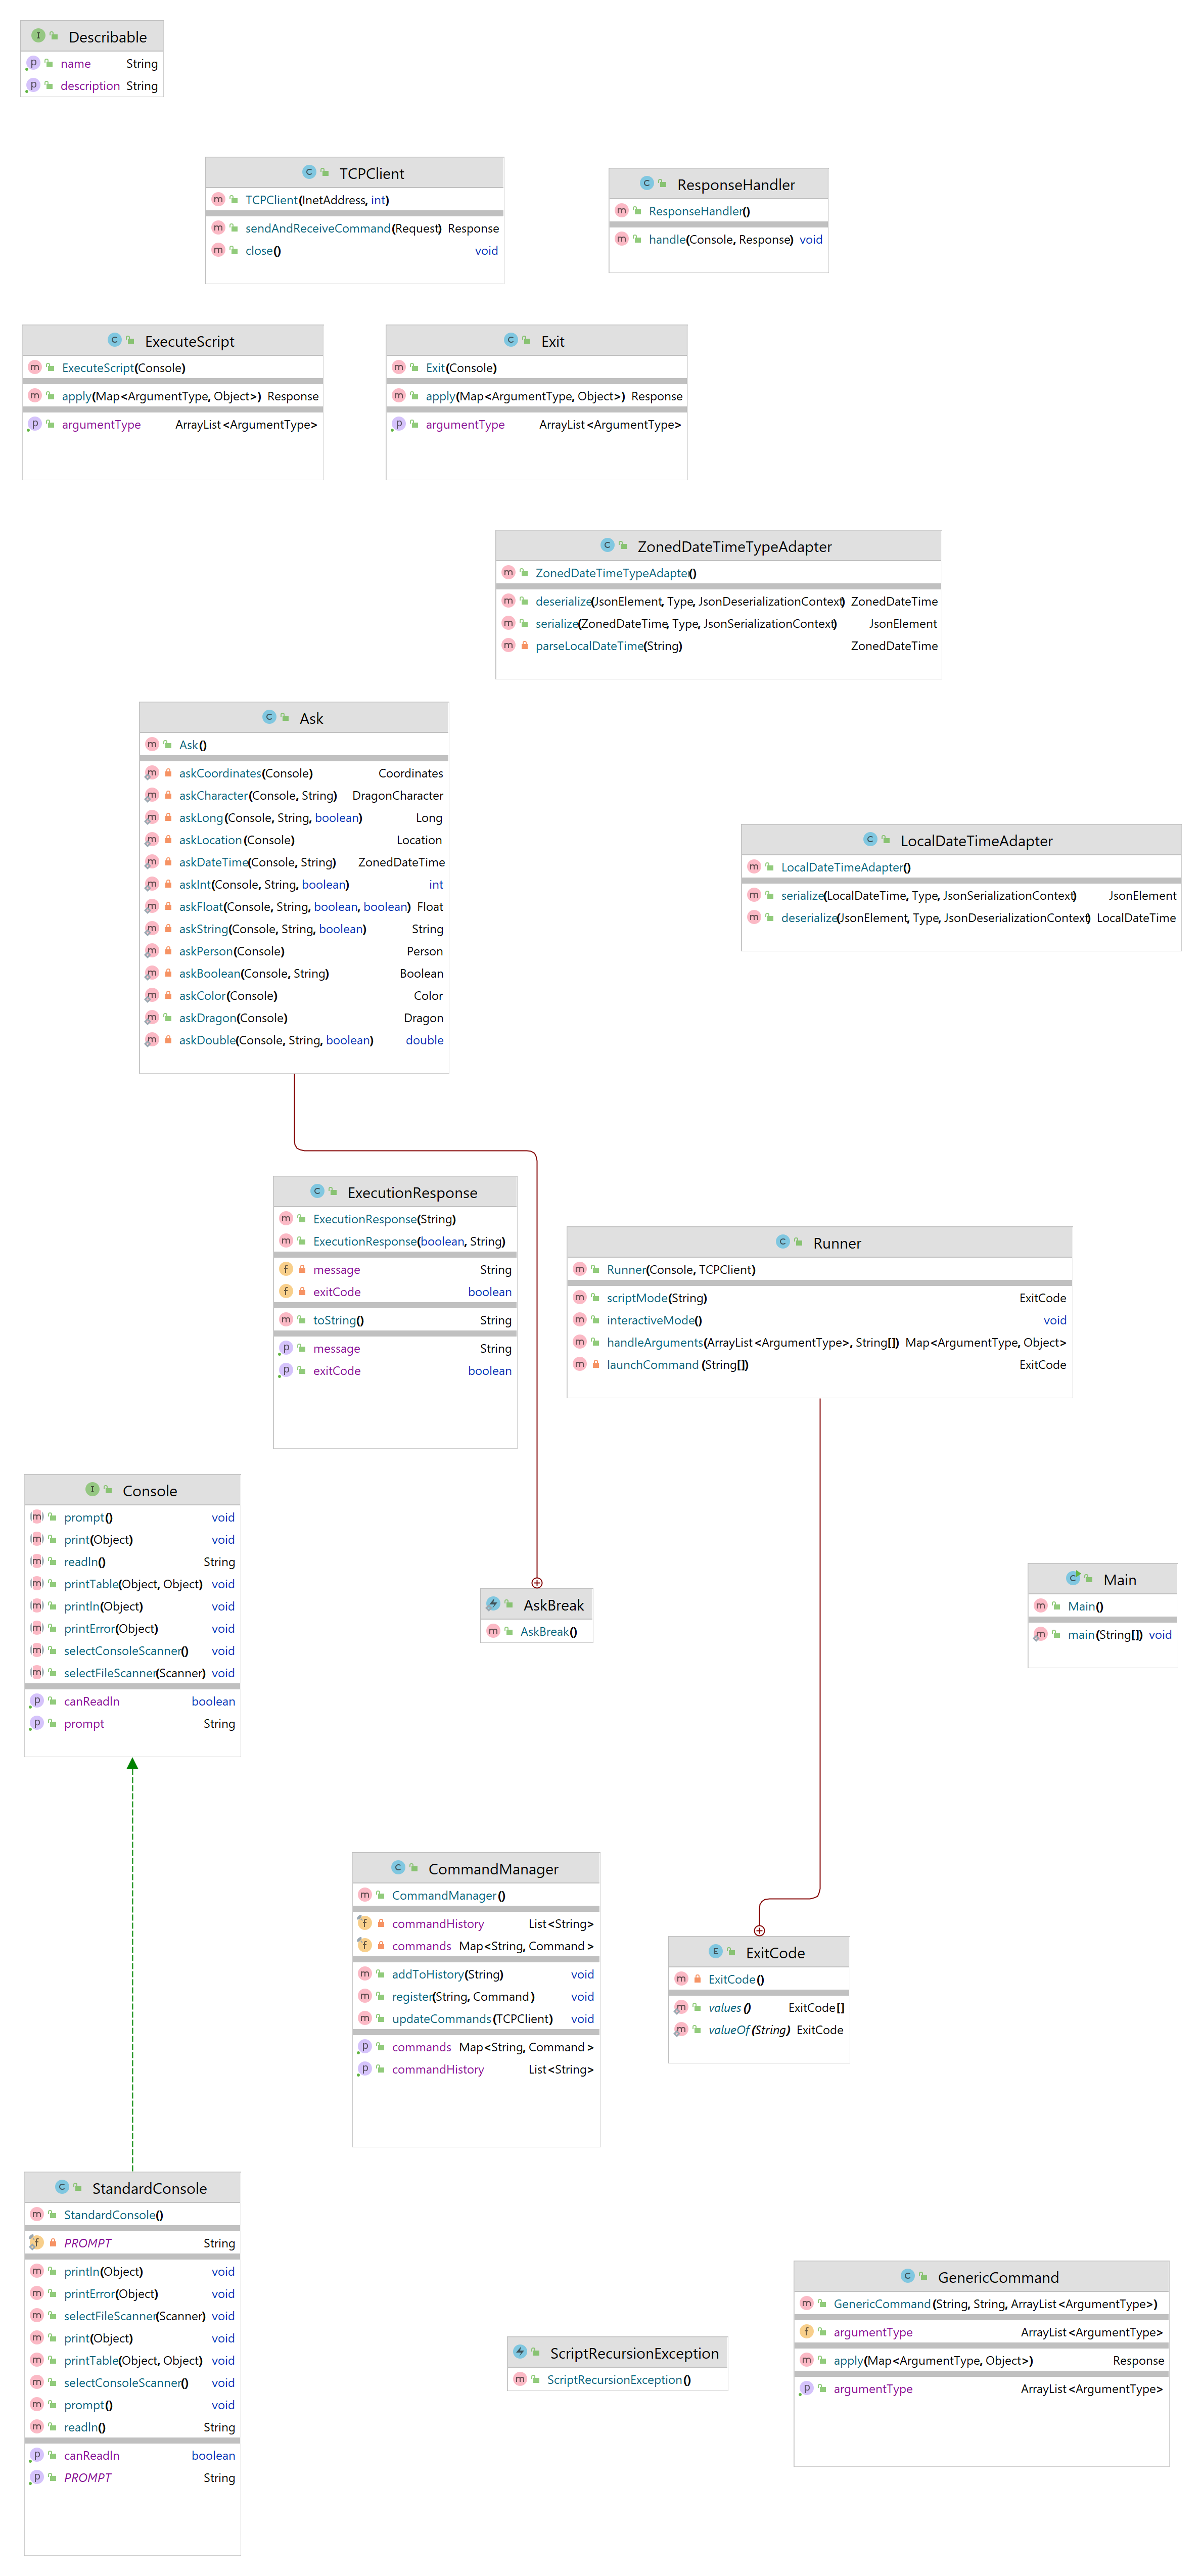 Describable
name String
description String
TCPClient
TCPClient(InetAddress, int)
sendAndReceiveCommand(Request) Response
close() void
ResponseHandler
ResponseHandler()
handle(Console, Response) void
ExecuteScript
ExecuteScript(Console)
apply(Map<ArgumentType, Object>) Response
argumentType ArrayList<ArgumentType>
Exit
Exit(Console)
apply(Map<ArgumentType, Object>) Response
argumentType ArrayList<ArgumentType>
ZonedDateTimeTypeAdapter
ZonedDateTimeTypeAdapter()
deserialize(JsonElement, Type, JsonDeserializationContext) ZonedDateTime
serialize(ZonedDateTime, Type, JsonSerializationContext) JsonElement
parseLocalDateTime(String) ZonedDateTime
Ask
Ask()
askCoordinates(Console) Coordinates
askCharacter(Console, String) DragonCharacter
askLong(Console, String, boolean) Long
askLocation(Console) Location
askDateTime(Console, String) ZonedDateTime
askInt(Console, String, boolean) int
askFloat(Console, String, boolean, boolean) Float
askString(Console, String, boolean) String
askPerson(Console) Person
askBoolean(Console, String) Boolean
askColor(Console) Color
askDragon(Console) Dragon
askDouble(Console, String, boolean) double
LocalDateTimeAdapter
LocalDateTimeAdapter()
serialize(LocalDateTime, Type, JsonSerializationContext) JsonElement
deserialize(JsonElement, Type, JsonDeserializationContext) LocalDateTime
ExecutionResponse
ExecutionResponse(String)
ExecutionResponse(boolean, String)
message String
exitCode boolean
toString() String
message String
exitCode boolean
Runner
Runner(Console, TCPClient)
scriptMode(String) ExitCode
interactiveMode() void
handleArguments(ArrayList<ArgumentType>, String[]) Map<ArgumentType, Object>
launchCommand(String[]) ExitCode
Console
prompt() void
print(Object) void
readln() String
printTable(Object, Object) void
println(Object) void
printError(Object) void
selectConsoleScanner() void
selectFileScanner(Scanner) void
canReadln boolean
prompt String
AskBreak
AskBreak()
Main
Main()
main(String[]) void
CommandManager
CommandManager()
commandHistory List<String>
commands Map<String, Command>
addToHistory(String) void
register(String, Command) void
updateCommands(TCPClient) void
commands Map<String, Command>
commandHistory List<String>
ExitCode
ExitCode()
values() ExitCode[]
valueOf(String) ExitCode
StandardConsole
StandardConsole()
PROMPT String
println(Object) void
printError(Object) void
selectFileScanner(Scanner) void
print(Object) void
printTable(Object, Object) void
selectConsoleScanner() void
prompt() void
readln() String
canReadln boolean
PROMPT String
GenericCommand
GenericCommand(String, String, ArrayList<ArgumentType>)
argumentType ArrayList<ArgumentType>
apply(Map<ArgumentType, Object>) Response
argumentType ArrayList<ArgumentType>
ScriptRecursionException
ScriptRecursionException()